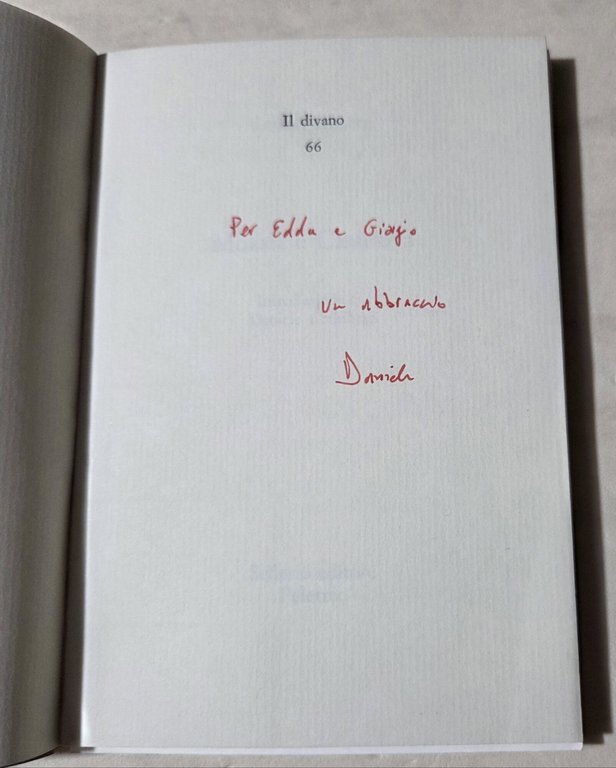 Il divano
66
Per Edda e Giorgio
un abbraccio
Daniele